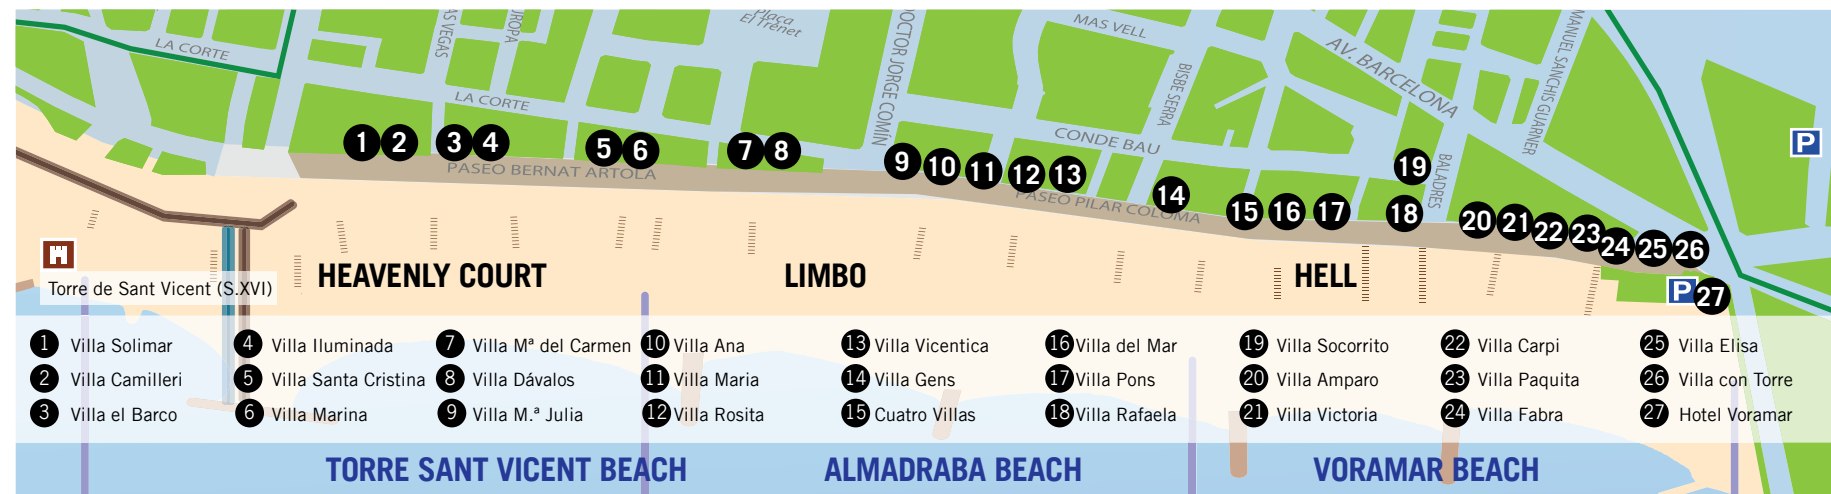 LA CORTE
AS VEGAS
UROPA
Plaça
El Trenet
OCTOR JORGE COMÍN
MAS VELL
BISBE SERRA
AV. BARCELONA
MANUEL SANCHIS GUARNER
LA CORTE
CONDE BAU
BALADRES
P
1 2 3 4 5 6 7 8 9 10 11 12 13 14 15 16 17 18 19 20 21 22 23 24 25 26
PASEO BERNAT ARTOLA
PASEO PILAR COLOMA
P 27
Torre de Sant Vicent (S.XVI)
HEAVENLY COURT
LIMBO
HELL
1 Villa Solimar
2 Villa Camilleri
3 Villa el Barco
4 Villa Iluminada
5 Villa Santa Cristina
6 Villa Marina
7 Villa Mª del Carmen
8 Villa Dávalos
9 Villa M.ª Julia
10 Villa Ana
11 Villa Maria
12 Villa Rosita
13 Villa Vicentica
14 Villa Gens
15 Cuatro Villas
16 Villa del Mar
17 Villa Pons
18 Villa Rafaela
19 Villa Socorrito
20 Villa Amparo
21 Villa Victoria
22 Villa Carpi
23 Villa Paquita
24 Villa Fabra
25 Villa Elisa
26 Villa con Torre
27 Hotel Voramar
TORRE SANT VICENT BEACH
ALMADRABA BEACH
VORAMAR BEACH